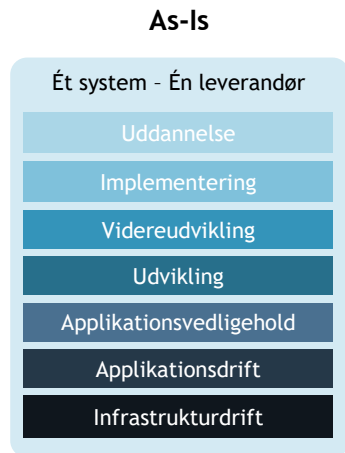 As-Is
Ét system – Én leverandør
Uddannelse
Implementering
Videreudvikling
Udvikling
Applikationsvedligehold
Applikationsdrift
Infrastrukturdrift